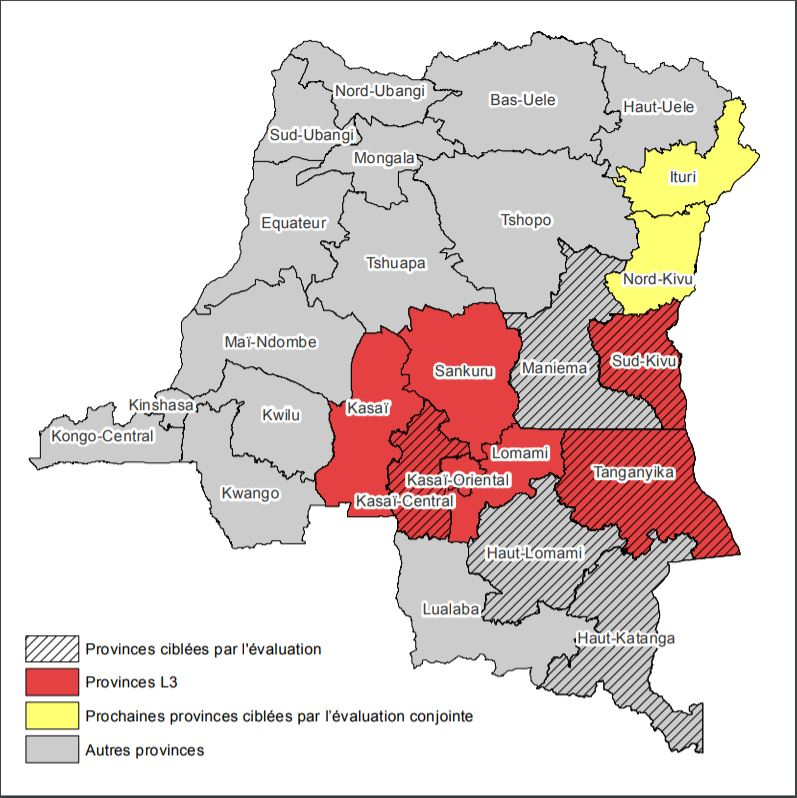 Nord-Ubangi
Bas-Uele
Haut-Uele
Sud-Ubangi
Mongala
Ituri
Equateur
Tshopo
Tshuapa
Nord-Kivu
Maï-Ndombe
Sankuru
Maniema
Sud-Kivu
Kinshasa
Kasaï
Kwilu
Kongo-Central
Lomami
Tanganyika
Kasaï-Oriental
Kwango
Kasaï-Central
Haut-Lomami
Lualaba
Haut-Katanga
Provinces ciblées par l'évaluation
Provinces L3
Prochaines provinces ciblées par l'évaluation conjointe
Autres provinces